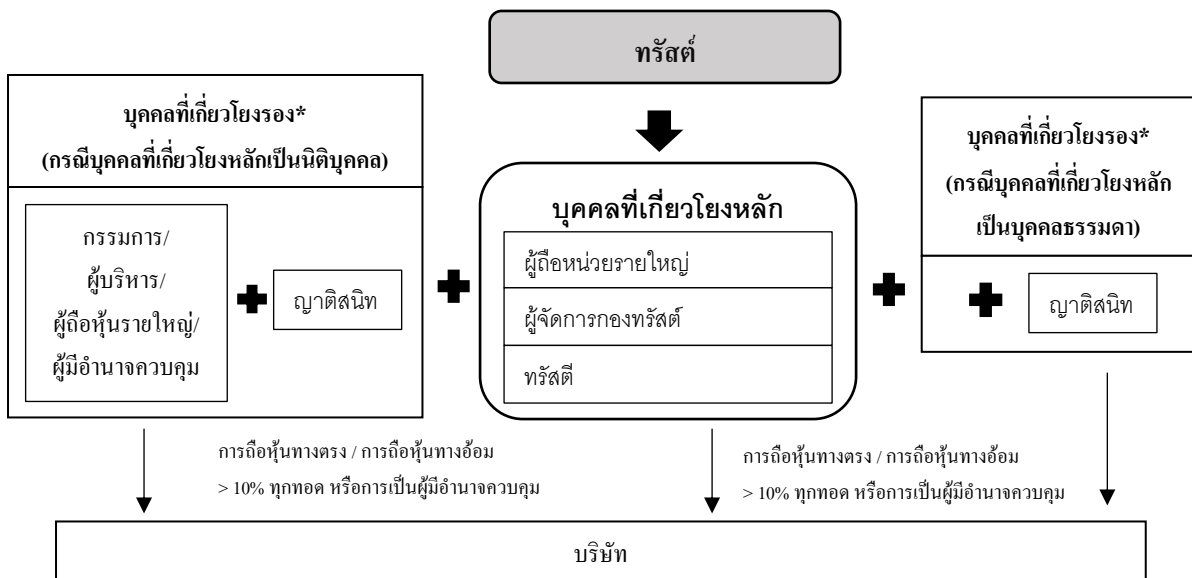 ทรัสต์
บุคคลที่เกี่ยวโยงรอง*
(กรณีบุคคลที่เกี่ยวโยงหลักเป็นนิติบุคคล)
กรรมการ/
ผู้บริหาร/
ผู้ถือหุ้นรายใหญ่/
ผู้มีอำนาจควบคุม
ญาติสนิท
บุคคลที่เกี่ยวโยงหลัก
ผู้ถือหน่วยรายใหญ่
ผู้จัดการกองทรัสต์
ทรัสตี
บุคคลที่เกี่ยวโยงรอง*
(กรณีบุคคลที่เกี่ยวโยงหลัก
เป็นบุคคลธรรมดา)
ญาติสนิท
การถือหุ้นทางตรง / การถือหุ้นทางอ้อม
> 10% ทุกทอด หรือการเป็นผู้มีอำนาจควบคุม
การถือหุ้นทางตรง / การถือหุ้นทางอ้อม
> 10% ทุกทอด หรือการเป็นผู้มีอำนาจควบคุม
บริษัท